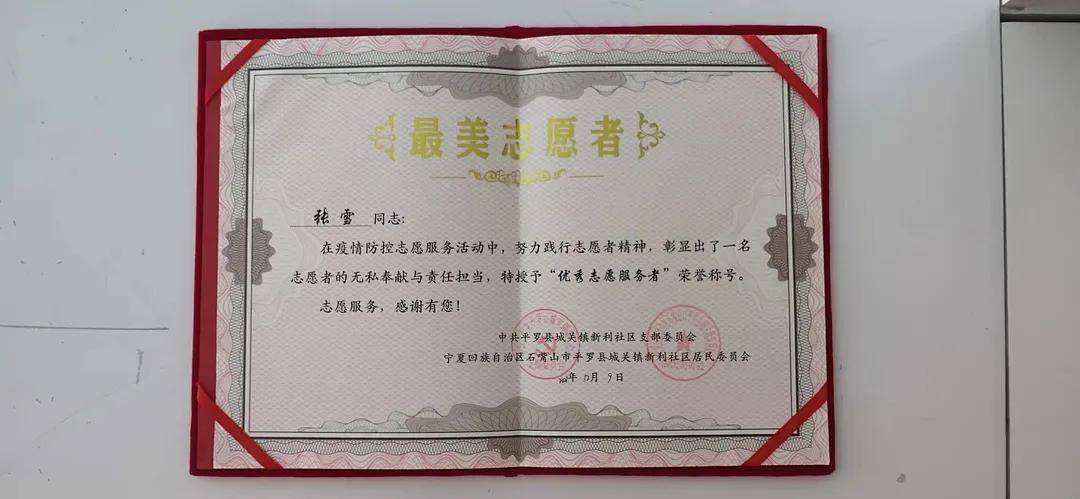 最美志愿者
张雪 同志:
在疫情防控志愿服务活动中，努力践行志愿者精神，彰显出了一名
志愿者的无私奉献与责任担当，特授予“优秀志愿服务者”荣誉称号。
志愿服务，感谢有您！
中共平罗县城关镇新利社区支部委员会
宁夏回族自治区石嘴山市平罗县城关镇新利社区居民委员会
年 月 9 日